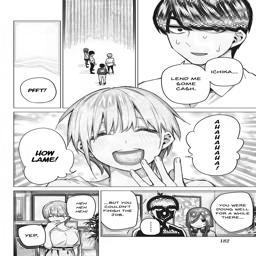 ICHIKA...
LEND ME
SOME
CASH.
PFFT?
AHAHAHAHA!
HOW
LAME!
YOU WERE
DOING WELL
FOR A WHILE
THERE...
...BUT YOU
COULDN'T
FINISH THE
JOB.
HEH
HEH
HEH!
YEP.
182